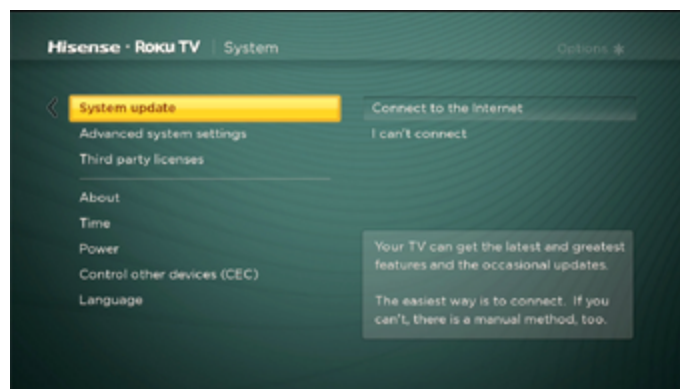 Hisense · Roku TV | System
Options *
System update
Advanced system settings
Third party licenses
About
Time
Power
Control other devices (CEC)
Language
Connect to the Internet
I can't connect
Your TV can get the latest and greatest
features and the occasional updates.
The easiest way is to connect. If you
can't, there is a manual method, too.